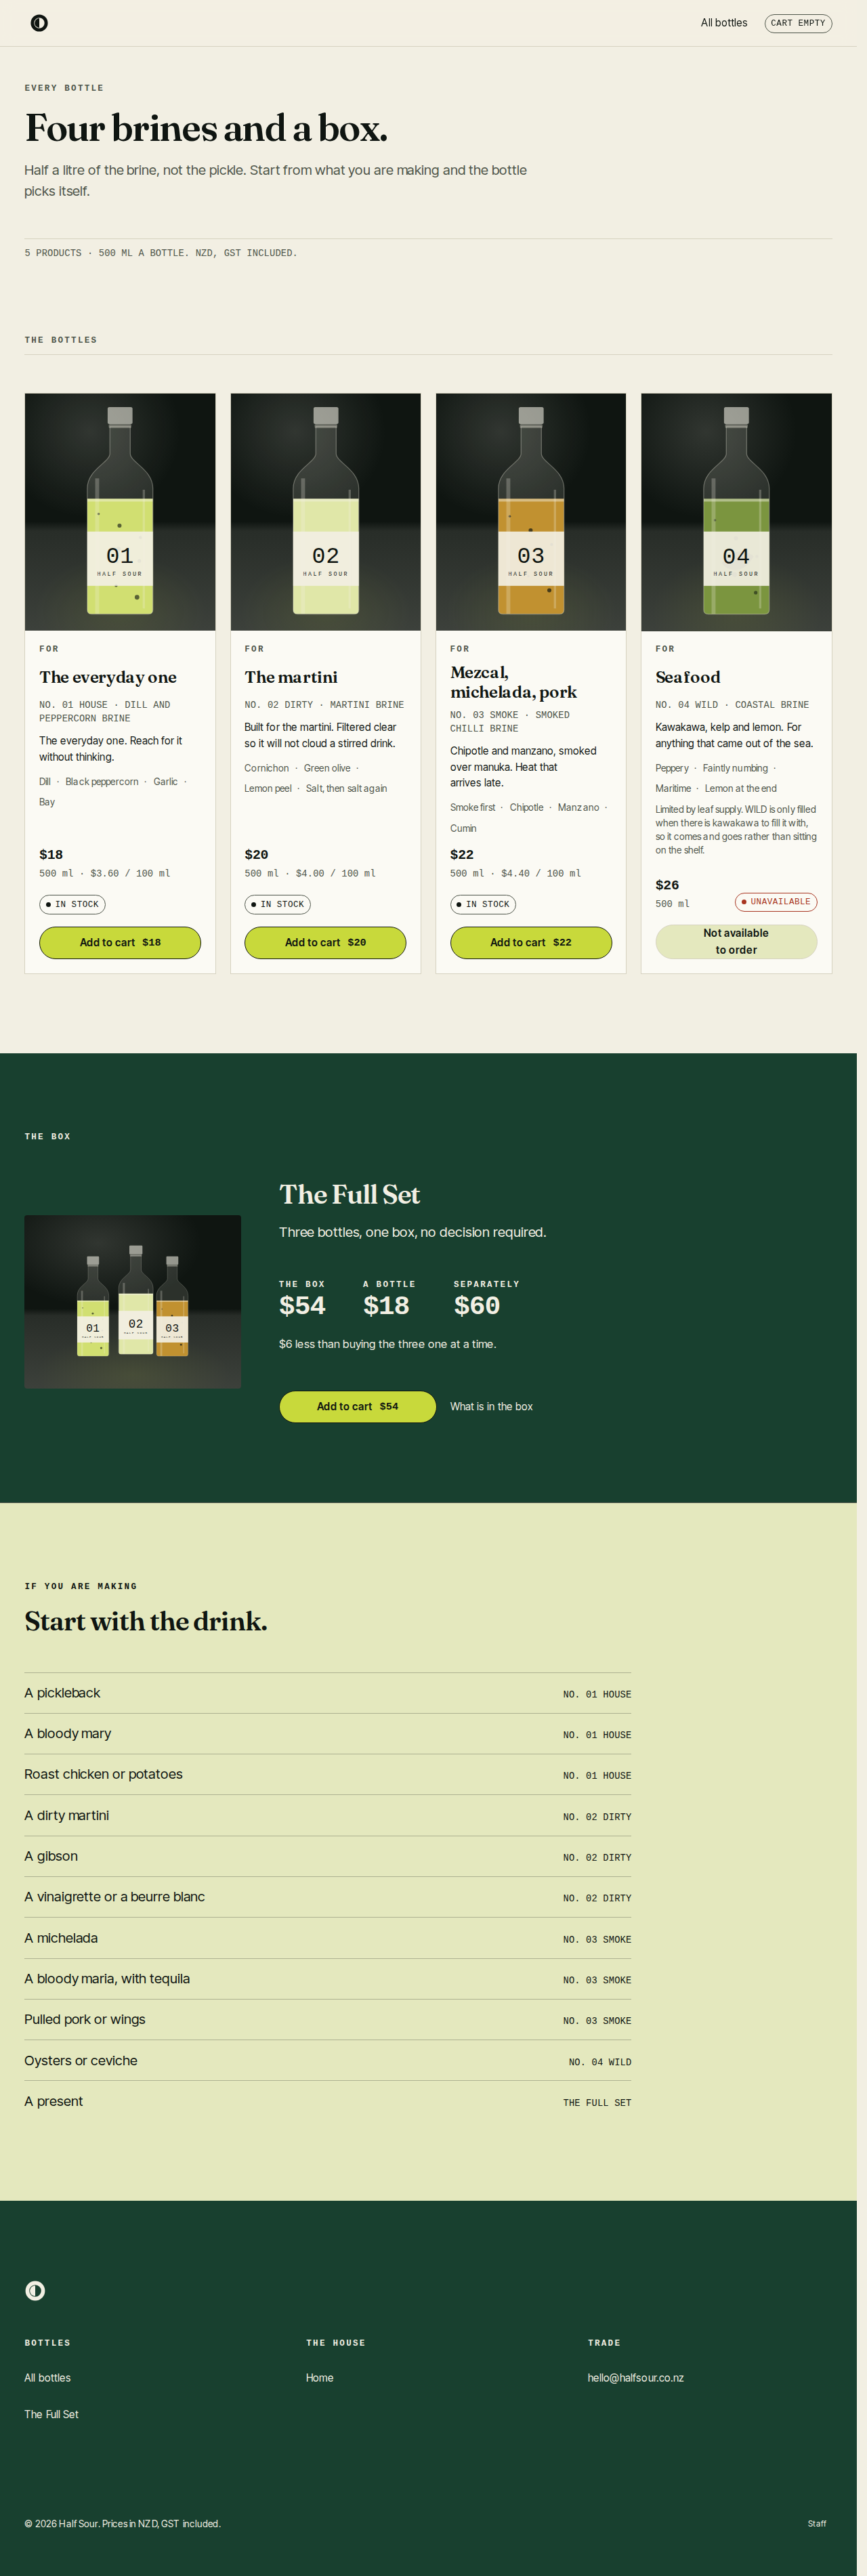 All bottles
CART EMPTY
EVERY BOTTLE
Four brines and a box.
Half a litre of the brine, not the pickle. Start from what you are making and the bottle
picks itself.
5 PRODUCTS · 500 ML A BOTTLE. NZD, GST INCLUDED.
THE BOTTLES
01
HALF SOUR
FOR
The everyday one
NO. 01 HOUSE · DILL AND
PEPPERCORN BRINE
The everyday one. Reach for it
without thinking.
Dill · Black peppercorn · Garlic ·
Bay
$18
500 ml · $3.60 / 100 ml
IN STOCK
Add to cart $18
02
HALF SOUR
FOR
The martini
NO. 02 DIRTY · MARTINI BRINE
Built for the martini. Filtered clear
so it will not cloud a stirred drink.
Cornichon · Green olive ·
Lemon peel · Salt, then salt again
$20
500 ml · $4.00 / 100 ml
IN STOCK
Add to cart $20
03
HALF SOUR
FOR
Mezcal,
michelada, pork
NO. 03 SMOKE · SMOKED
CHILLI BRINE
Chipotle and manzano, smoked
over manuka. Heat that
arrives late.
Smoke first · Chipotle · Manzano ·
Cumin
$22
500 ml · $4.40 / 100 ml
IN STOCK
Add to cart $22
04
HALF SOUR
FOR
Seafood
NO. 04 WILD · COASTAL BRINE
Kawakawa, kelp and lemon. For
anything that came out of the sea.
Peppery · Faintly numbing ·
Maritime · Lemon at the end
Limited by leaf supply. WILD is only filled
when there is kawakawa to fill it with,
so it comes and goes rather than sitting
on the shelf.
$26
500 ml
UNAVAILABLE
Not available
to order
THE BOX
01
HALF SOUR
02
HALF SOUR
03
HALF SOUR
The Full Set
Three bottles, one box, no decision required.
THE BOX
$54
A BOTTLE
$18
SEPARATELY
$60
$6 less than buying the three one at a time.
Add to cart $54
What is in the box
IF YOU ARE MAKING
Start with the drink.
A pickleback NO. 01 HOUSE
A bloody mary NO. 01 HOUSE
Roast chicken or potatoes NO. 01 HOUSE
A dirty martini NO. 02 DIRTY
A gibson NO. 02 DIRTY
A vinaigrette or a beurre blanc NO. 02 DIRTY
A michelada NO. 03 SMOKE
A bloody maria, with tequila NO. 03 SMOKE
Pulled pork or wings NO. 03 SMOKE
Oysters or ceviche NO. 04 WILD
A present THE FULL SET
BOTTLES
All bottles
The Full Set
THE HOUSE
Home
TRADE
hello@halfsour.co.nz
© 2026 Half Sour. Prices in NZD, GST included.
Staff